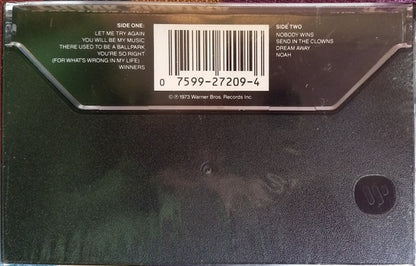 SIDE ONE:
LET ME TRY AGAIN
YOU WILL BE MY MUSIC
THERE USED TO BE A BALLPARK
YOU'RE SO RIGHT
(FOR WHAT'S WRONG IN MY LIFE)
WINNERS
SIDE TWO
NOBODY WINS
SEND IN THE CLOWNS
DREAM AWAY
NOAH
0 7599-27209-4
©℗1973 Warner Bros. Records Inc